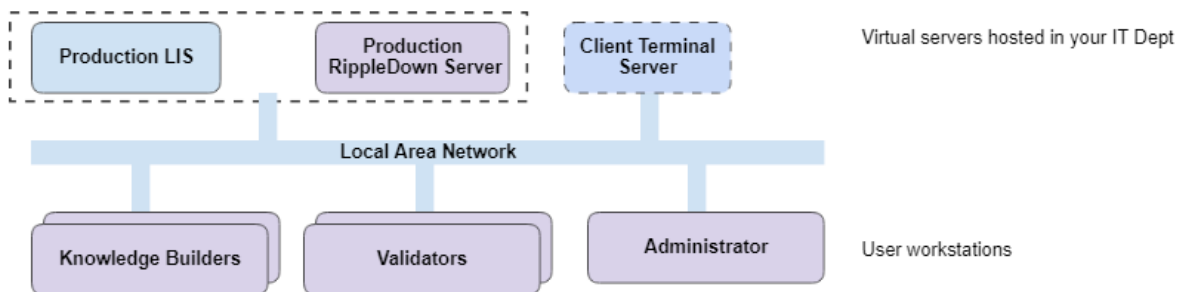 Production LIS
Production
RippleDown Server
Client Terminal
Server
Virtual servers hosted in your IT Dept
Local Area Network
Knowledge Builders
Validators
Administrator
User workstations